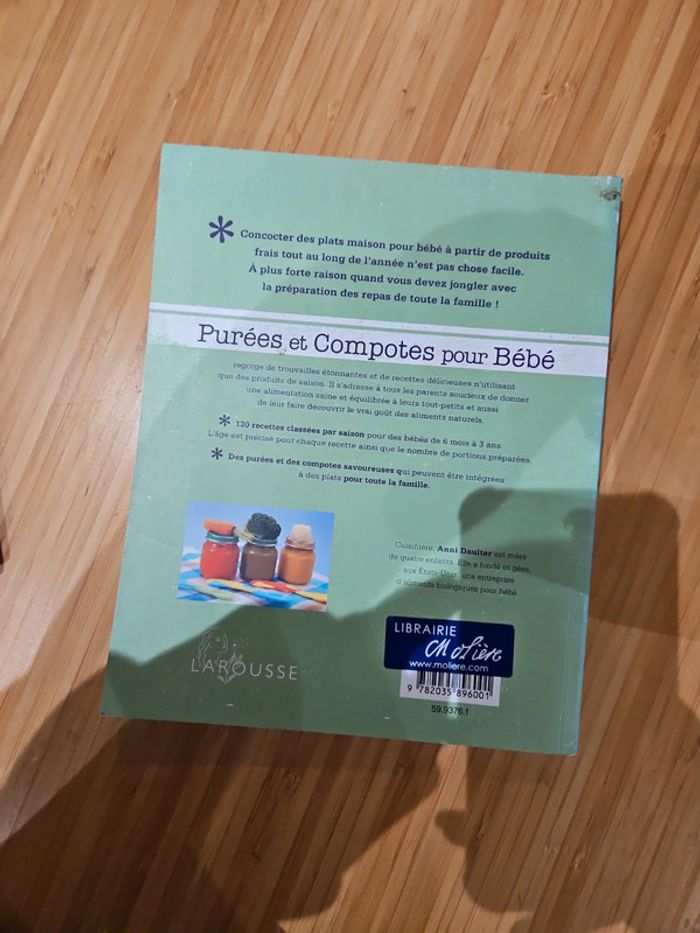 * Concocter des plats maison pour bébé à partir de produits
frais tout au long de l'année n'est pas chose facile.
À plus forte raison quand vous devez jongler avec
la préparation des repas de toute la famille !
Purées et Compotes pour Bébé
regorge de trouvailles étonnantes et de recettes délicieuses n'utilisant
que des produits de saison. Il s'adresse à tous les parents soucieux de donner
une alimentation saine et équilibrée à leurs tout-petits et aussi
de leur faire découvrir le vrai goût des aliments naturels.
* 130 recettes classées par saison pour des bébés de 6 mois à 3 ans.
L'âge est précisé pour chaque recette ainsi que le nombre de portions préparées.
* Des purées et des compotes savoureuses qui peuvent être intégrées
à des plats pour toute la famille.
Cuisinière, Anni Daulter est mère
de quatre enfants. Elle a fondé et gère,
aux États-Unis, une entreprise
d'aliments biologiques pour bébé.
LIBRAIRIE
Molière
www.moliere.com
LAROUSSE
9 782035 896001
59.9376.1